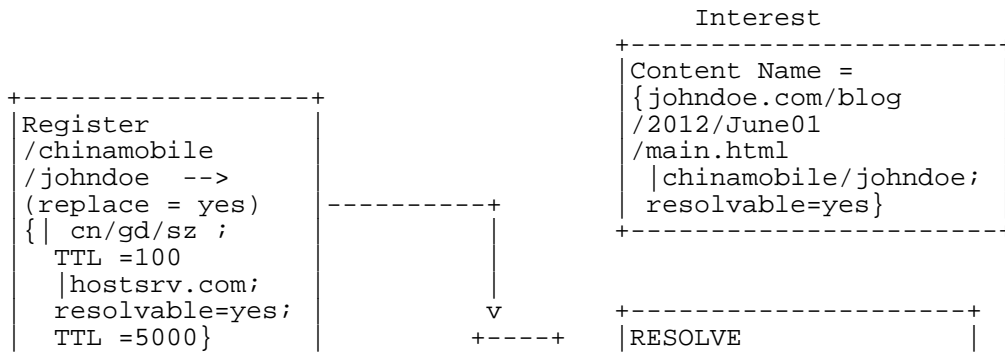 Interest
+------------------------
|Content Name =
+-------------------+ |{johndoe.com/blog
|Register | |/2012/June01
|/chinamobile | |/main.html
|/johndoe --> | | |chinamobile/johndoe;
|(replace = yes) |----------+ | resolvable=yes}
|{| cn/gd/sz ; | | +------------------------
| TTL =100 | |
| |hostsrv.com; | |
| resolvable=yes; | v +---------------------+
| TTL =5000} | +----+ |RESOLVE |